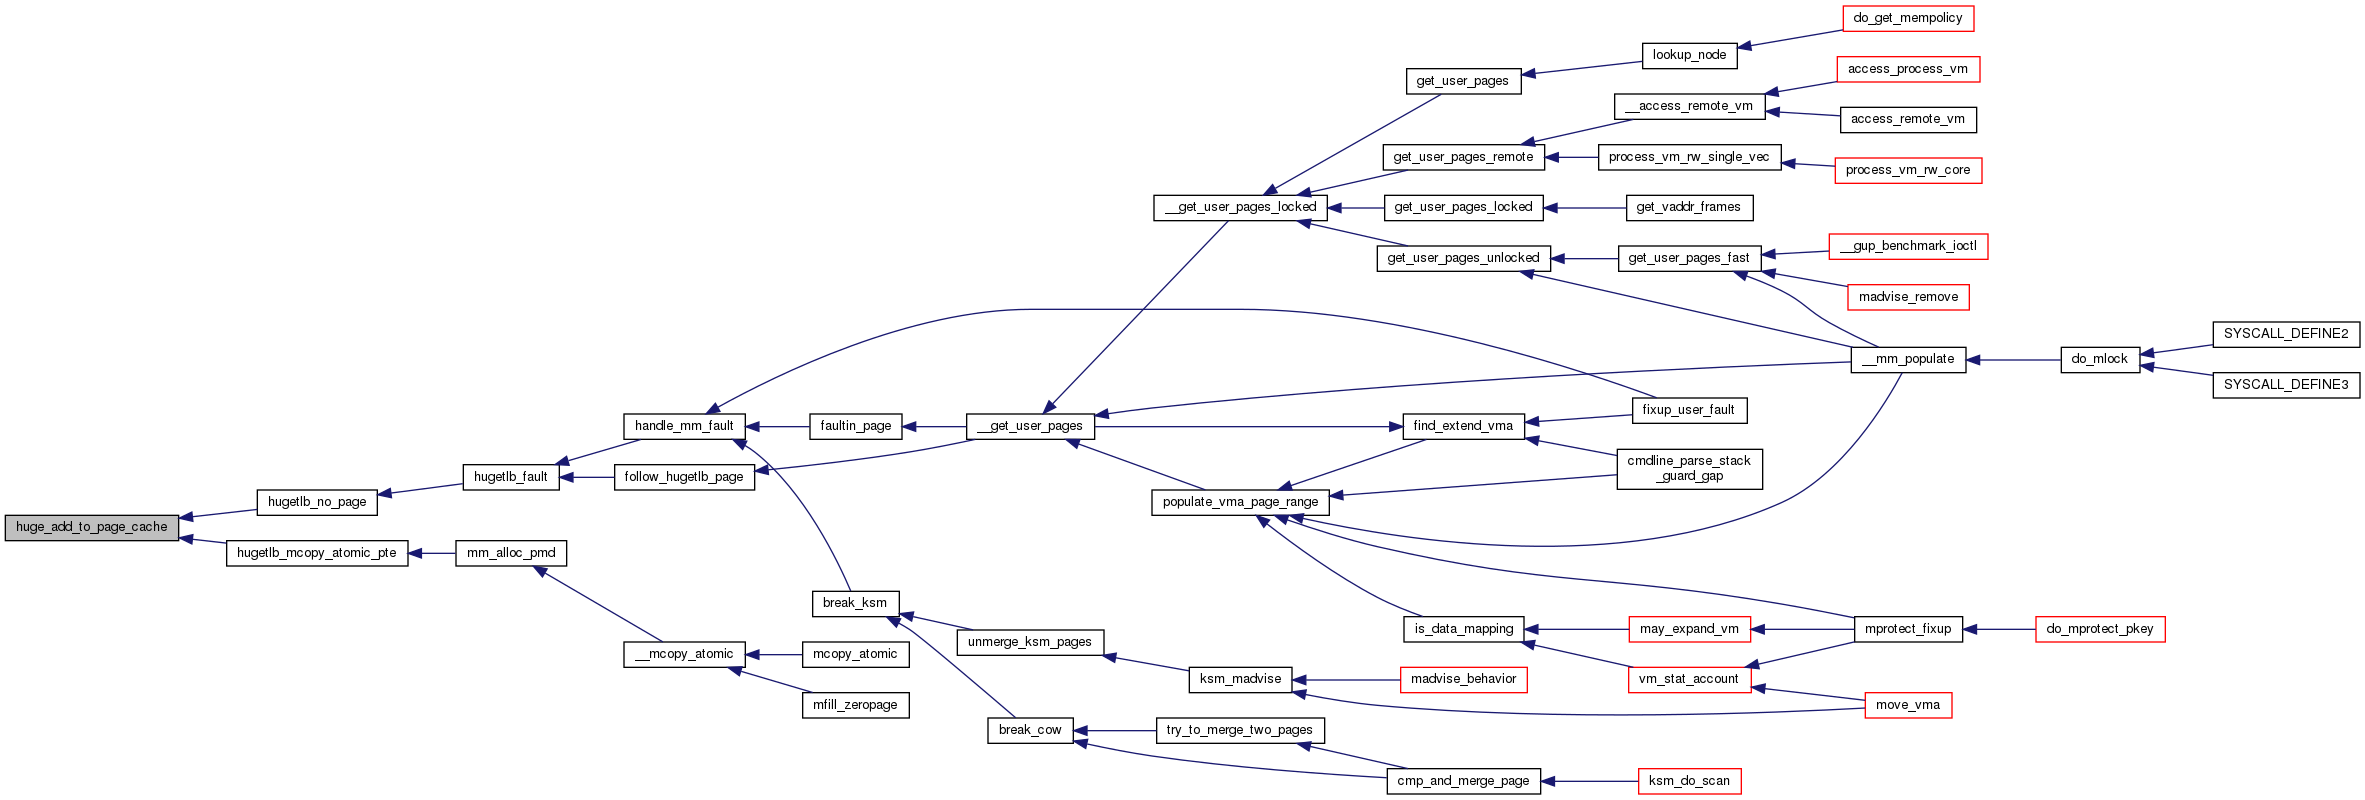 do_get_mempolicy
lookup_node
access_process_vm
get_user_pages
__access_remote_vm
access_remote_vm
get_user_pages_remote
process_vm_rw_single_vec
process_vm_rw_core
__get_user_pages_locked
get_user_pages_locked
get_vaddr_frames
__gup_benchmark_ioctl
get_user_pages_unlocked
get_user_pages_fast
madvise_remove
SYSCALL_DEFINE2
__mm_populate
do_mlock
SYSCALL_DEFINE3
fixup_user_fault
handle_mm_fault
faultin_page
__get_user_pages
find_extend_vma
cmdline_parse_stack
_guard_gap
hugetlb_fault
follow_hugetlb_page
hugetlb_no_page
populate_vma_page_range
huge_add_to_page_cache
hugetlb_mcopy_atomic_pte
mm_alloc_pmd
break_ksm
is_data_mapping
may_expand_vm
mprotect_fixup
do_mprotect_pkey
unmerge_ksm_pages
__mcopy_atomic
mcopy_atomic
ksm_madvise
madvise_behavior
vm_stat_account
mfill_zeropage
move_vma
break_cow
try_to_merge_two_pages
cmp_and_merge_page
ksm_do_scan